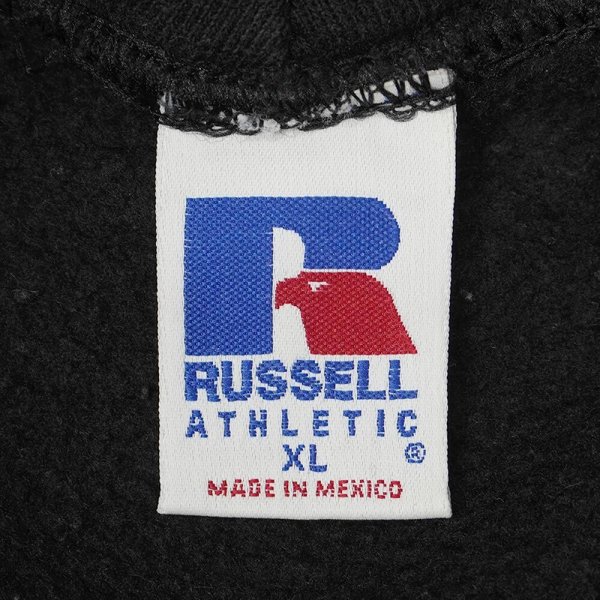 R
RUSSELL
ATHLETIC
XL ®
MADE IN MEXICO